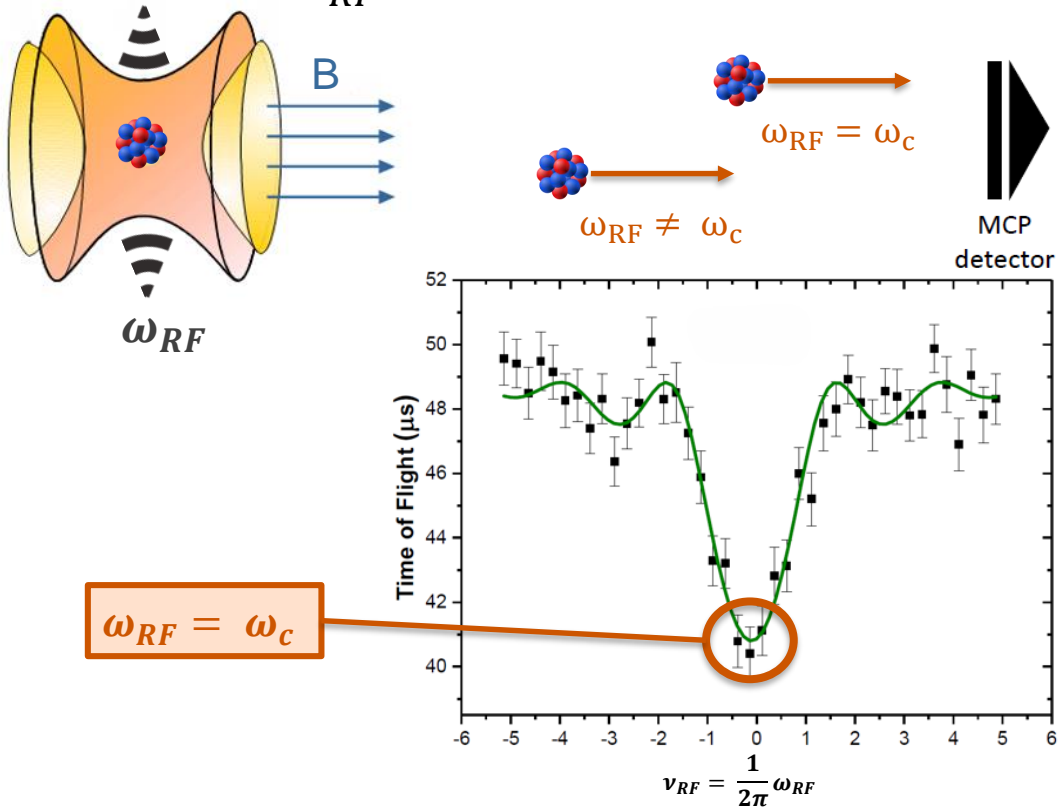 RF
B
ω_RF = ω_c
ω_RF ≠ ω_c
MCP
detector
ω_RF
ω_RF = ω_c
Time of Flight (μs)
52
50
48
46
44
42
40
-6 -5 -4 -3 -2 -1 0 1 2 3 4 5 6
ν_RF = 1/2π ω_RF